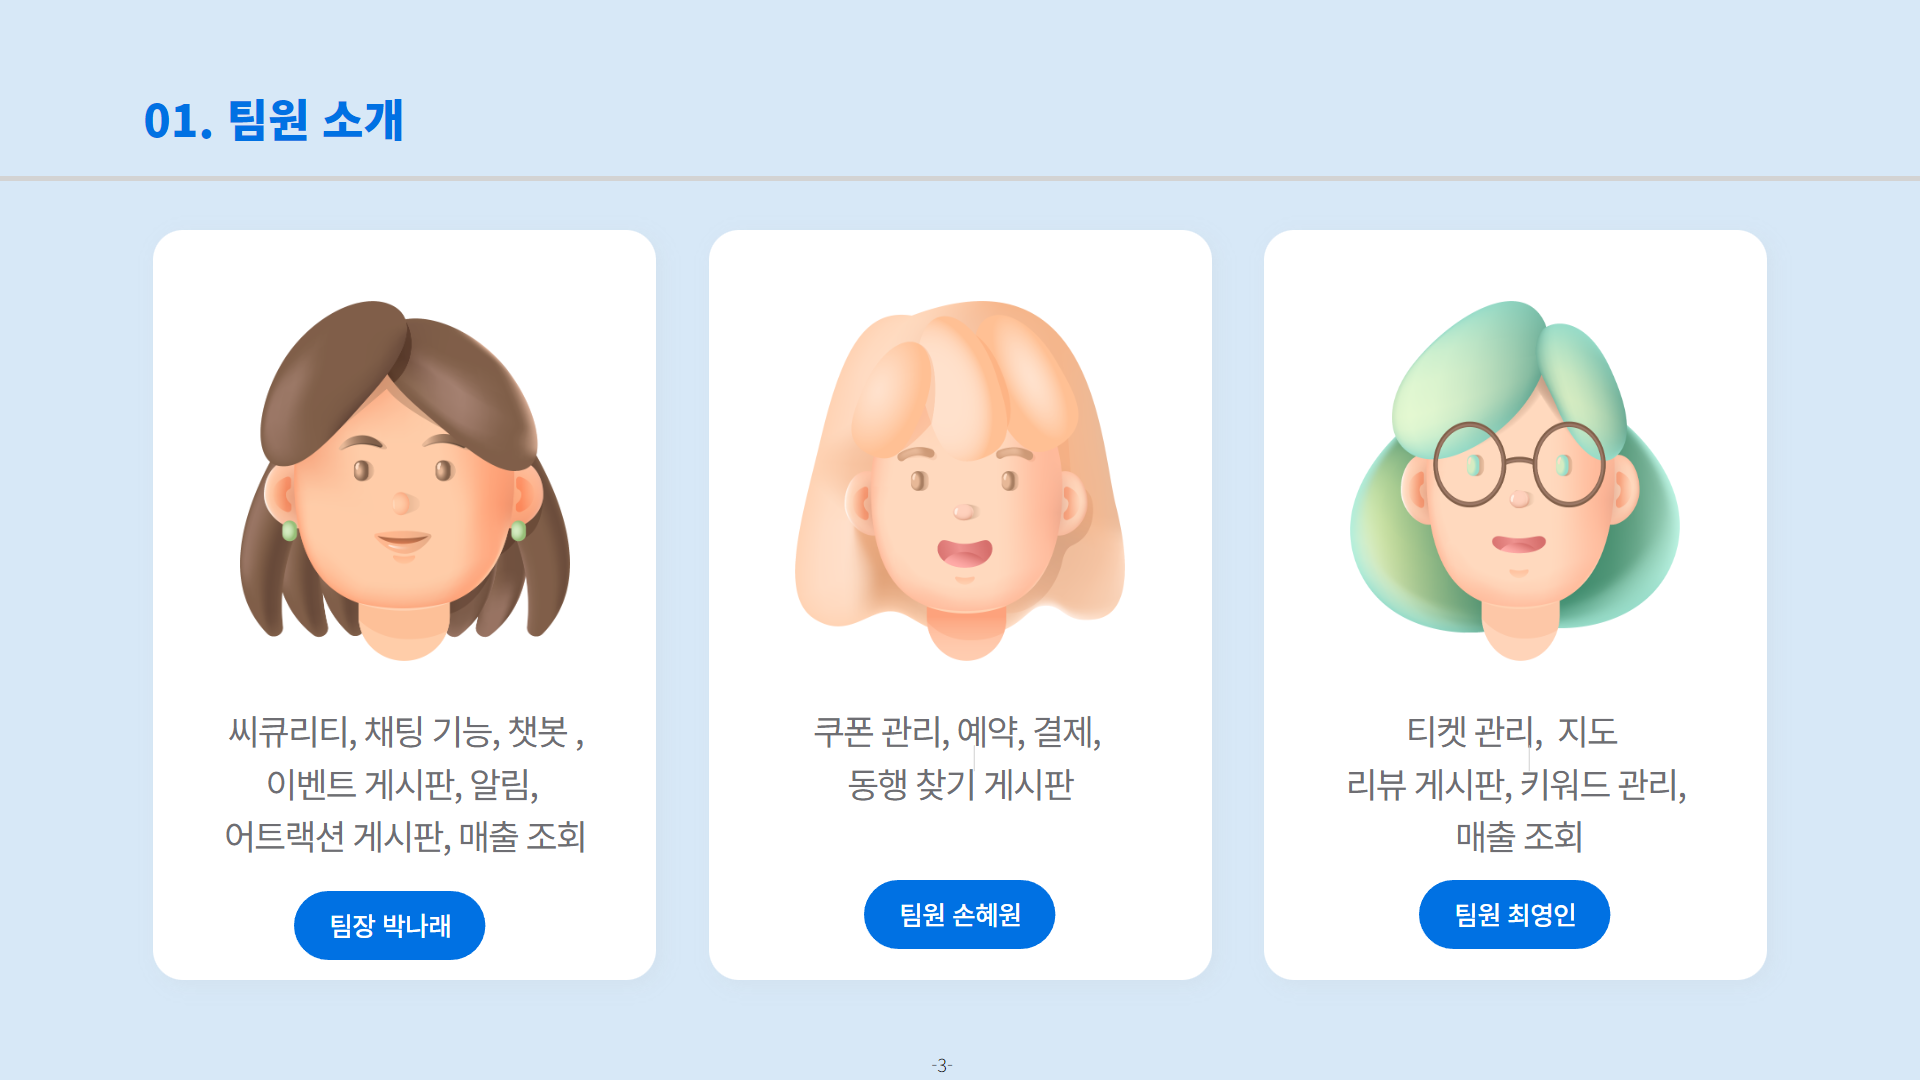 01. 팀원 소개
씨큐리티, 채팅 기능, 챗봇 ,
이벤트 게시판, 알림,
어트랙션 게시판, 매출 조회
팀장 박나래
쿠폰 관리, 예약, 결제,
동행 찾기 게시판
팀원 손혜원
티켓 관리,  지도
리뷰 게시판, 키워드 관리,
매출 조회
팀원 최영인
-3-